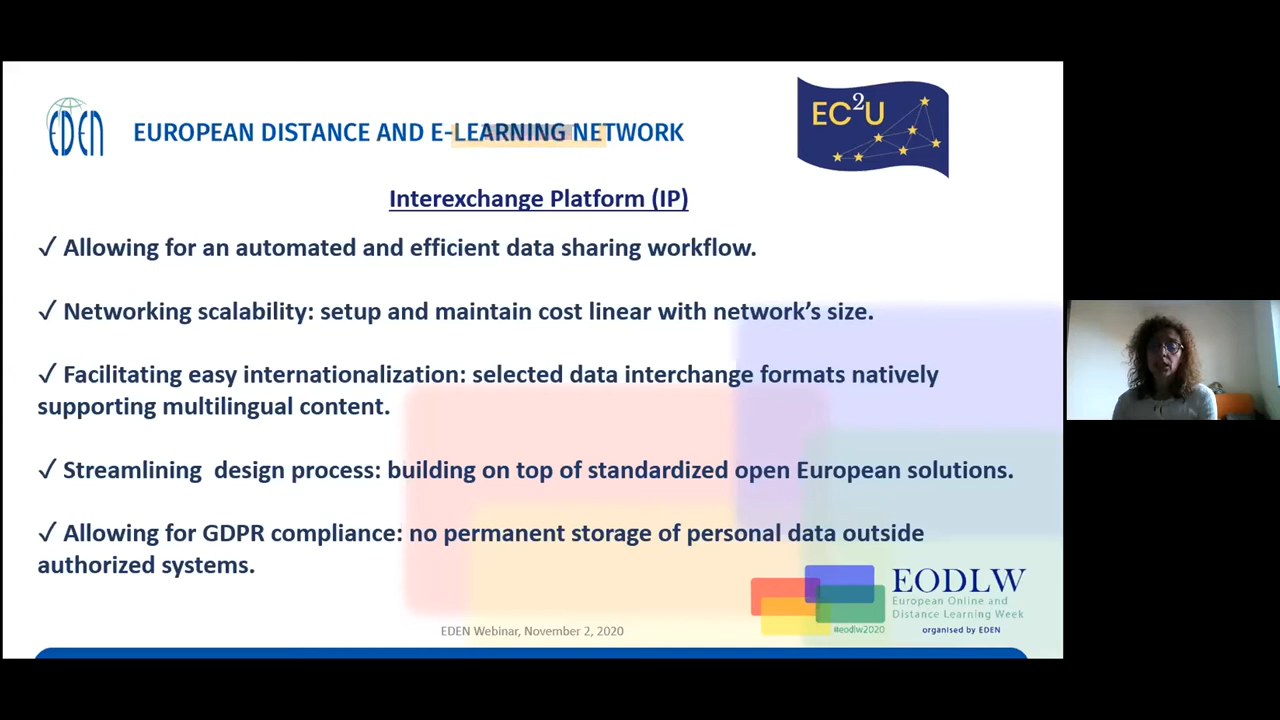 EDEN
EUROPEAN DISTANCE AND E-LEARNING NETWORK
EC2U
Interexchange Platform (IP)
✓ Allowing for an automated and efficient data sharing workflow.
✓ Networking scalability: setup and maintain cost linear with network’s size.
✓ Facilitating easy internationalization: selected data interchange formats natively
supporting multilingual content.
✓ Streamlining design process: building on top of standardized open European solutions.
✓ Allowing for GDPR compliance: no permanent storage of personal data outside
authorized systems.
EODLW
European Online and
Distance Learning Week
#eodlw2020
organised by EDEN
EDEN Webinar, November 2, 2020